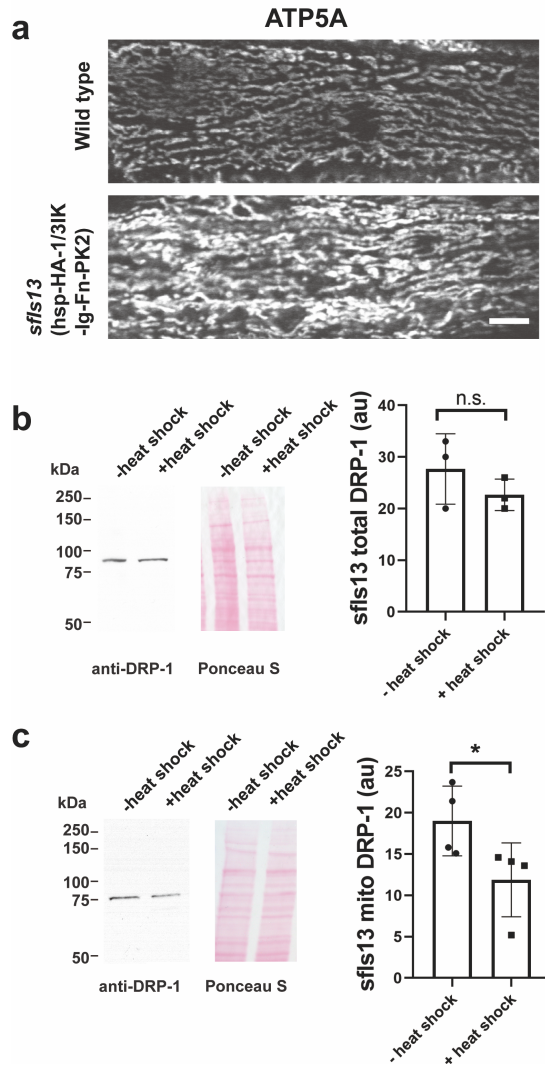 a
ATP5A
Wild type
sfIs13
(hsp-HA-1/3IK
-Ig-Fn-PK2)
b
-heat shock
+heat shock
-heat shock
+heat shock
kDa
250
150
100
75
50
anti-DRP-1
Ponceau S
sfIs13 total DRP-1 (au)
40
30
20
10
0
n.s.
- heat shock
+ heat shock
c
-heat shock
+heat shock
-heat shock
+heat shock
kDa
250
150
100
75
50
anti-DRP-1
Ponceau S
sfIs13 mito DRP-1 (au)
25
20
15
10
5
0
*
- heat shock
+ heat shock